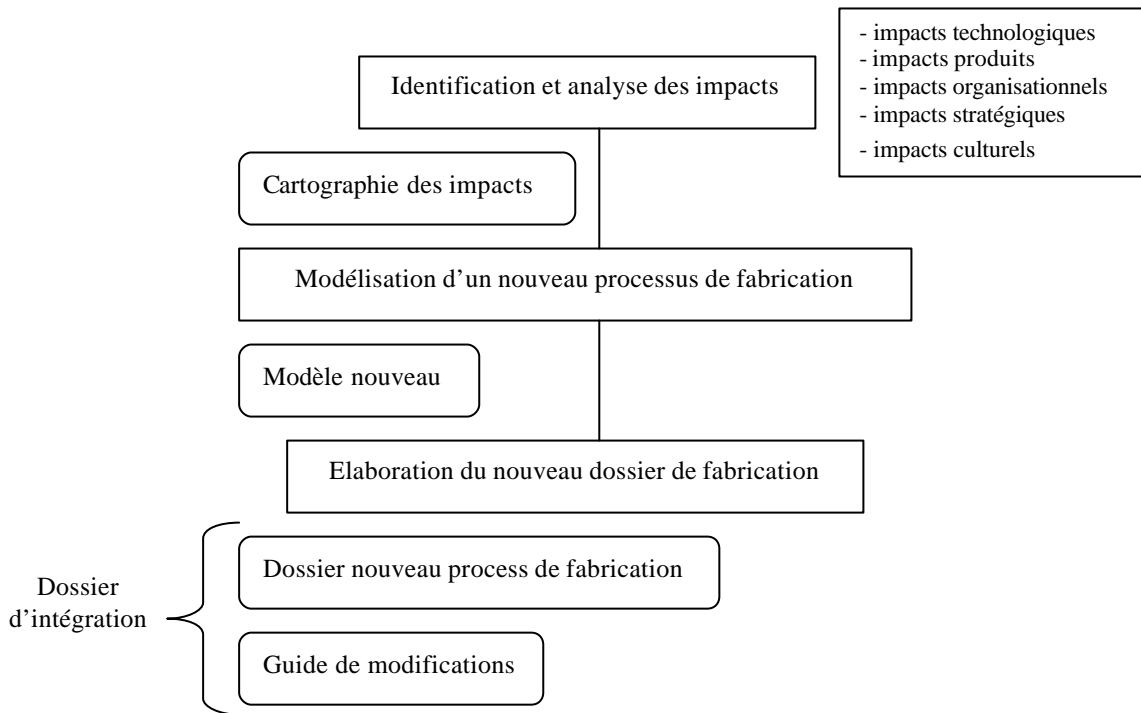 - impacts technologiques
- impacts produits
- impacts organisationnels
- impacts stratégiques
- impacts culturels
Identification et analyse des impacts
Cartographie des impacts
Modélisation d’un nouveau processus de fabrication
Modèle nouveau
Elaboration du nouveau dossier de fabrication
Dossier
d’intégration
Dossier nouveau process de fabrication
Guide de modifications